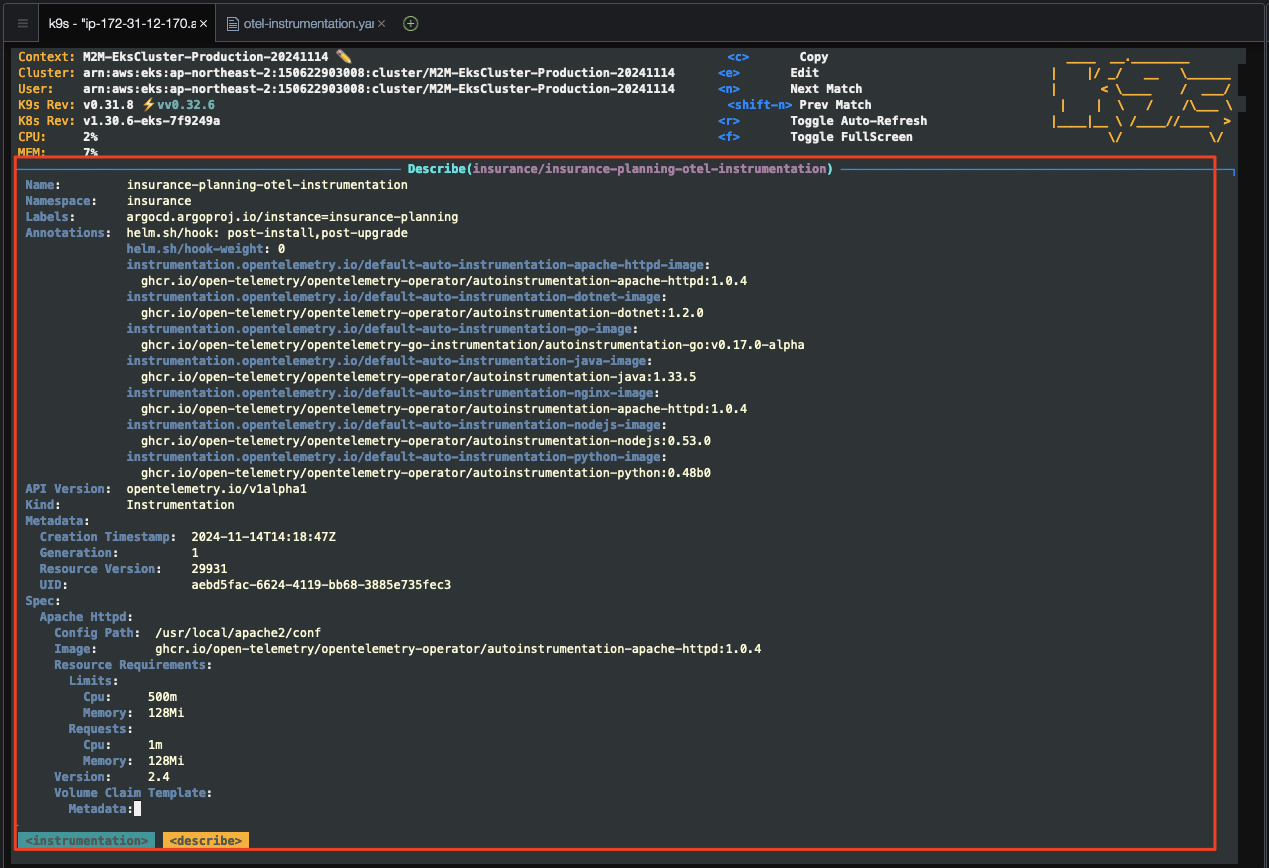 k9s - "ip-172-31-12-170.a ×
otel-instrumentation.yar ×
Context: M2M-EksCluster-Production-20241114 <c> Copy
Cluster: arn:aws:eks:ap-northeast-2:150622903008:cluster/M2M-EksCluster-Production-20241114 <e> Edit
User: arn:aws:eks:ap-northeast-2:150622903008:cluster/M2M-EksCluster-Production-20241114 <n> Next Match
K9s Rev: v0.31.8 ⚡vv0.32.6 <shift-n> Prev Match
K8s Rev: v1.30.6-eks-7f9249a <r> Toggle Auto-Refresh
CPU: 2% <f> Toggle FullScreen
MEM: 7%
Describe(insurance/insurance-planning-otel-instrumentation)
Name: insurance-planning-otel-instrumentation
Namespace: insurance
Labels: argocd.argoproj.io/instance=insurance-planning
Annotations: helm.sh/hook: post-install,post-upgrade
helm.sh/hook-weight: 0
instrumentation.opentelemetry.io/default-auto-instrumentation-apache-httpd-image:
ghcr.io/open-telemetry/opentelemetry-operator/autoinstrumentation-apache-httpd:1.0.4
instrumentation.opentelemetry.io/default-auto-instrumentation-dotnet-image:
ghcr.io/open-telemetry/opentelemetry-operator/autoinstrumentation-dotnet:1.2.0
instrumentation.opentelemetry.io/default-auto-instrumentation-go-image:
ghcr.io/open-telemetry/opentelemetry-go-instrumentation/autoinstrumentation-go:v0.17.0-alpha
instrumentation.opentelemetry.io/default-auto-instrumentation-java-image:
ghcr.io/open-telemetry/opentelemetry-operator/autoinstrumentation-java:1.33.5
instrumentation.opentelemetry.io/default-auto-instrumentation-nginx-image:
ghcr.io/open-telemetry/opentelemetry-operator/autoinstrumentation-apache-httpd:1.0.4
instrumentation.opentelemetry.io/default-auto-instrumentation-nodejs-image:
ghcr.io/open-telemetry/opentelemetry-operator/autoinstrumentation-nodejs:0.53.0
instrumentation.opentelemetry.io/default-auto-instrumentation-python-image:
ghcr.io/open-telemetry/opentelemetry-operator/autoinstrumentation-python:0.48b0
API Version: opentelemetry.io/v1alpha1
Kind: Instrumentation
Metadata:
Creation Timestamp: 2024-11-14T14:18:47Z
Generation: 1
Resource Version: 29931
UID: aebd5fac-6624-4119-bb68-3885e735fec3
Spec:
Apache Httpd:
Config Path: /usr/local/apache2/conf
Image: ghcr.io/open-telemetry/opentelemetry-operator/autoinstrumentation-apache-httpd:1.0.4
Resource Requirements:
Limits:
Cpu: 500m
Memory: 128Mi
Requests:
Cpu: 1m
Memory: 128Mi
Version: 2.4
Volume Claim Template:
Metadata:
<instrumentation> <describe>